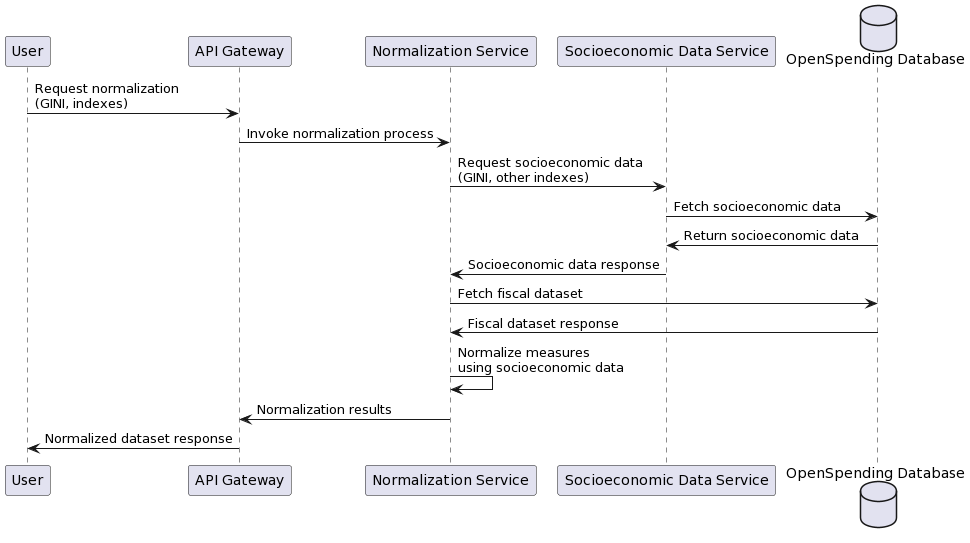 User
API Gateway
Normalization Service
Socioeconomic Data Service
OpenSpending Database
Request normalization
(GINI, indexes)
Invoke normalization process
Request socioeconomic data
(GINI, other indexes)
Fetch socioeconomic data
Return socioeconomic data
Socioeconomic data response
Fetch fiscal dataset
Fiscal dataset response
Normalize measures
using socioeconomic data
Normalization results
Normalized dataset response
User
API Gateway
Normalization Service
Socioeconomic Data Service
OpenSpending Database